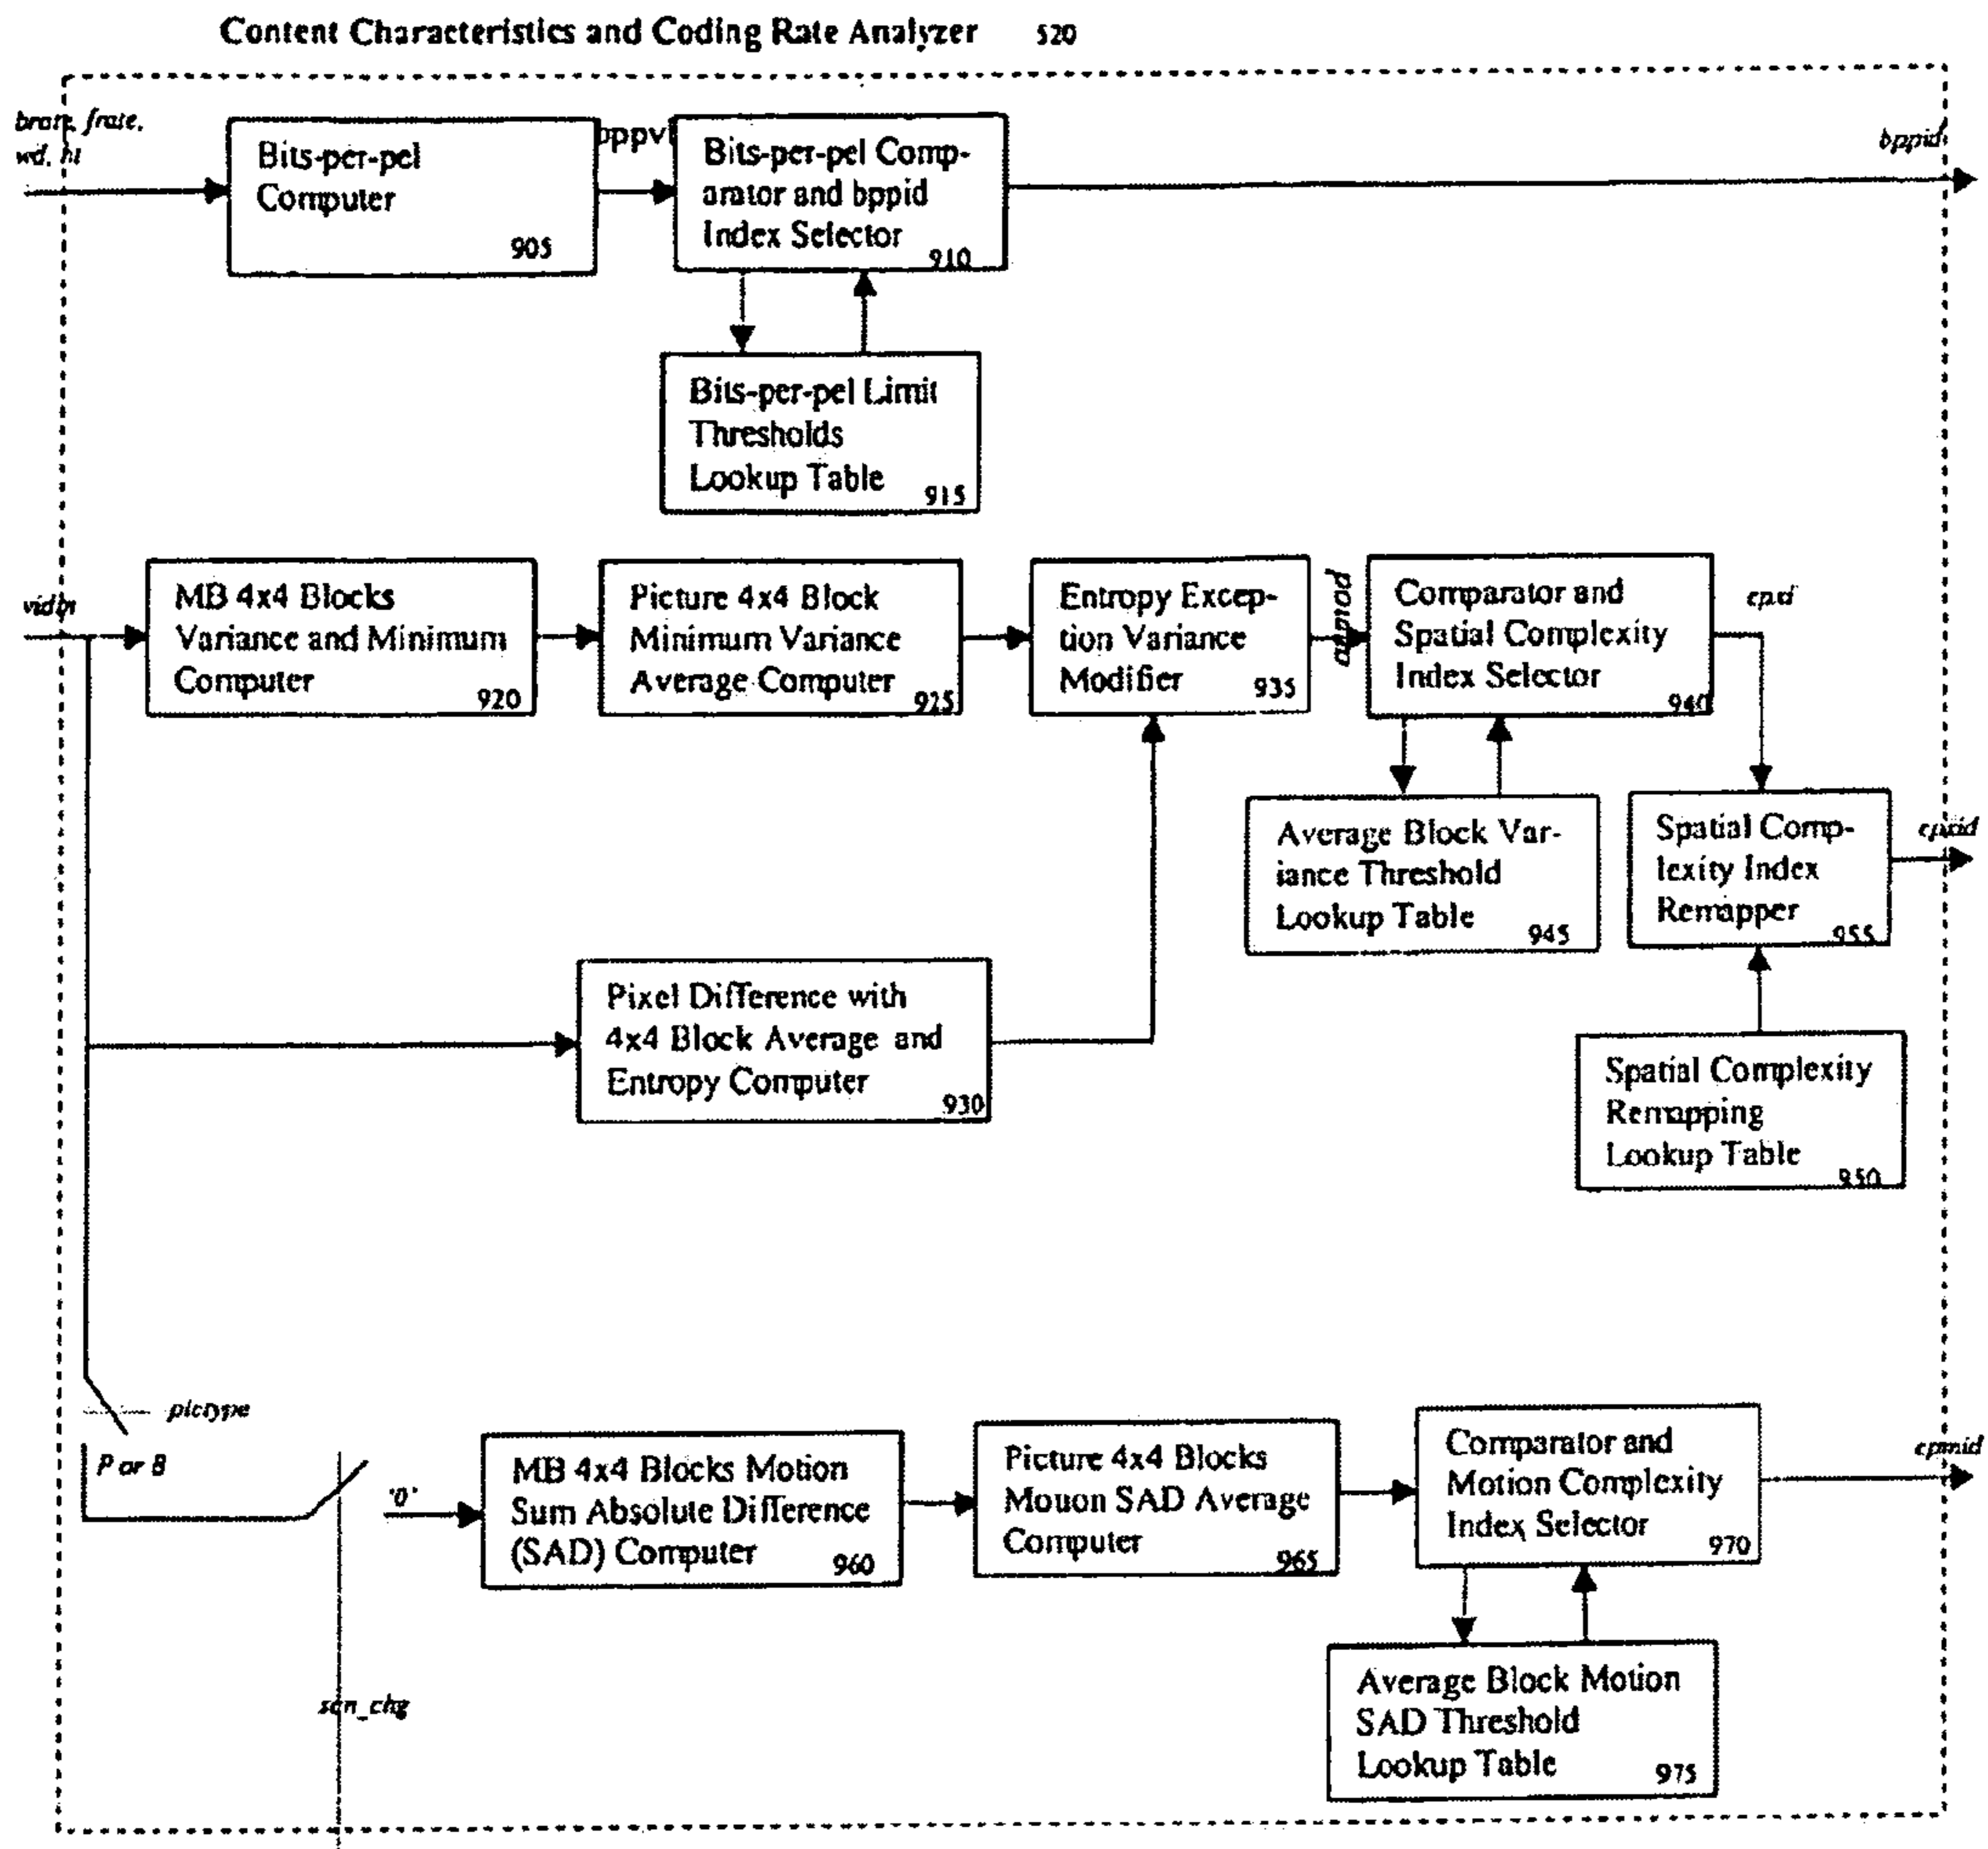 Content Characteristics and Coding Rate Analyzer 520
brate, frate,
wd, ht
Bits-per-pel
Computer
905
Bits-per-pel Comp-
arator and bppid
Index Selector
910
bppid
Bits-per-pel Limit
Thresholds
Lookup Table
915
vidin
MB 4x4 Blocks
Variance and Minimum
Computer
920
Picture 4x4 Block
Minimum Variance
Average Computer
925
Entropy Excep-
tion Variance
Modifier
935
Comparator and
Spatial Complexity
Index Selector
940
Average Block Var-
iance Threshold
Lookup Table
945
Spatial Comp-
lexity Index
Remapper
955
Pixel Difference with
4x4 Block Average and
Entropy Computer
930
Spatial Complexity
Remapping
Lookup Table
950
pictype
P or B
'0'
MB 4x4 Blocks Motion
Sum Absolute Difference
(SAD) Computer
960
Picture 4x4 Blocks
Motion SAD Average
Computer
965
Comparator and
Motion Complexity
Index Selector
970
cpmid
scn_chg
Average Block Motion
SAD Threshold
Lookup Table
975